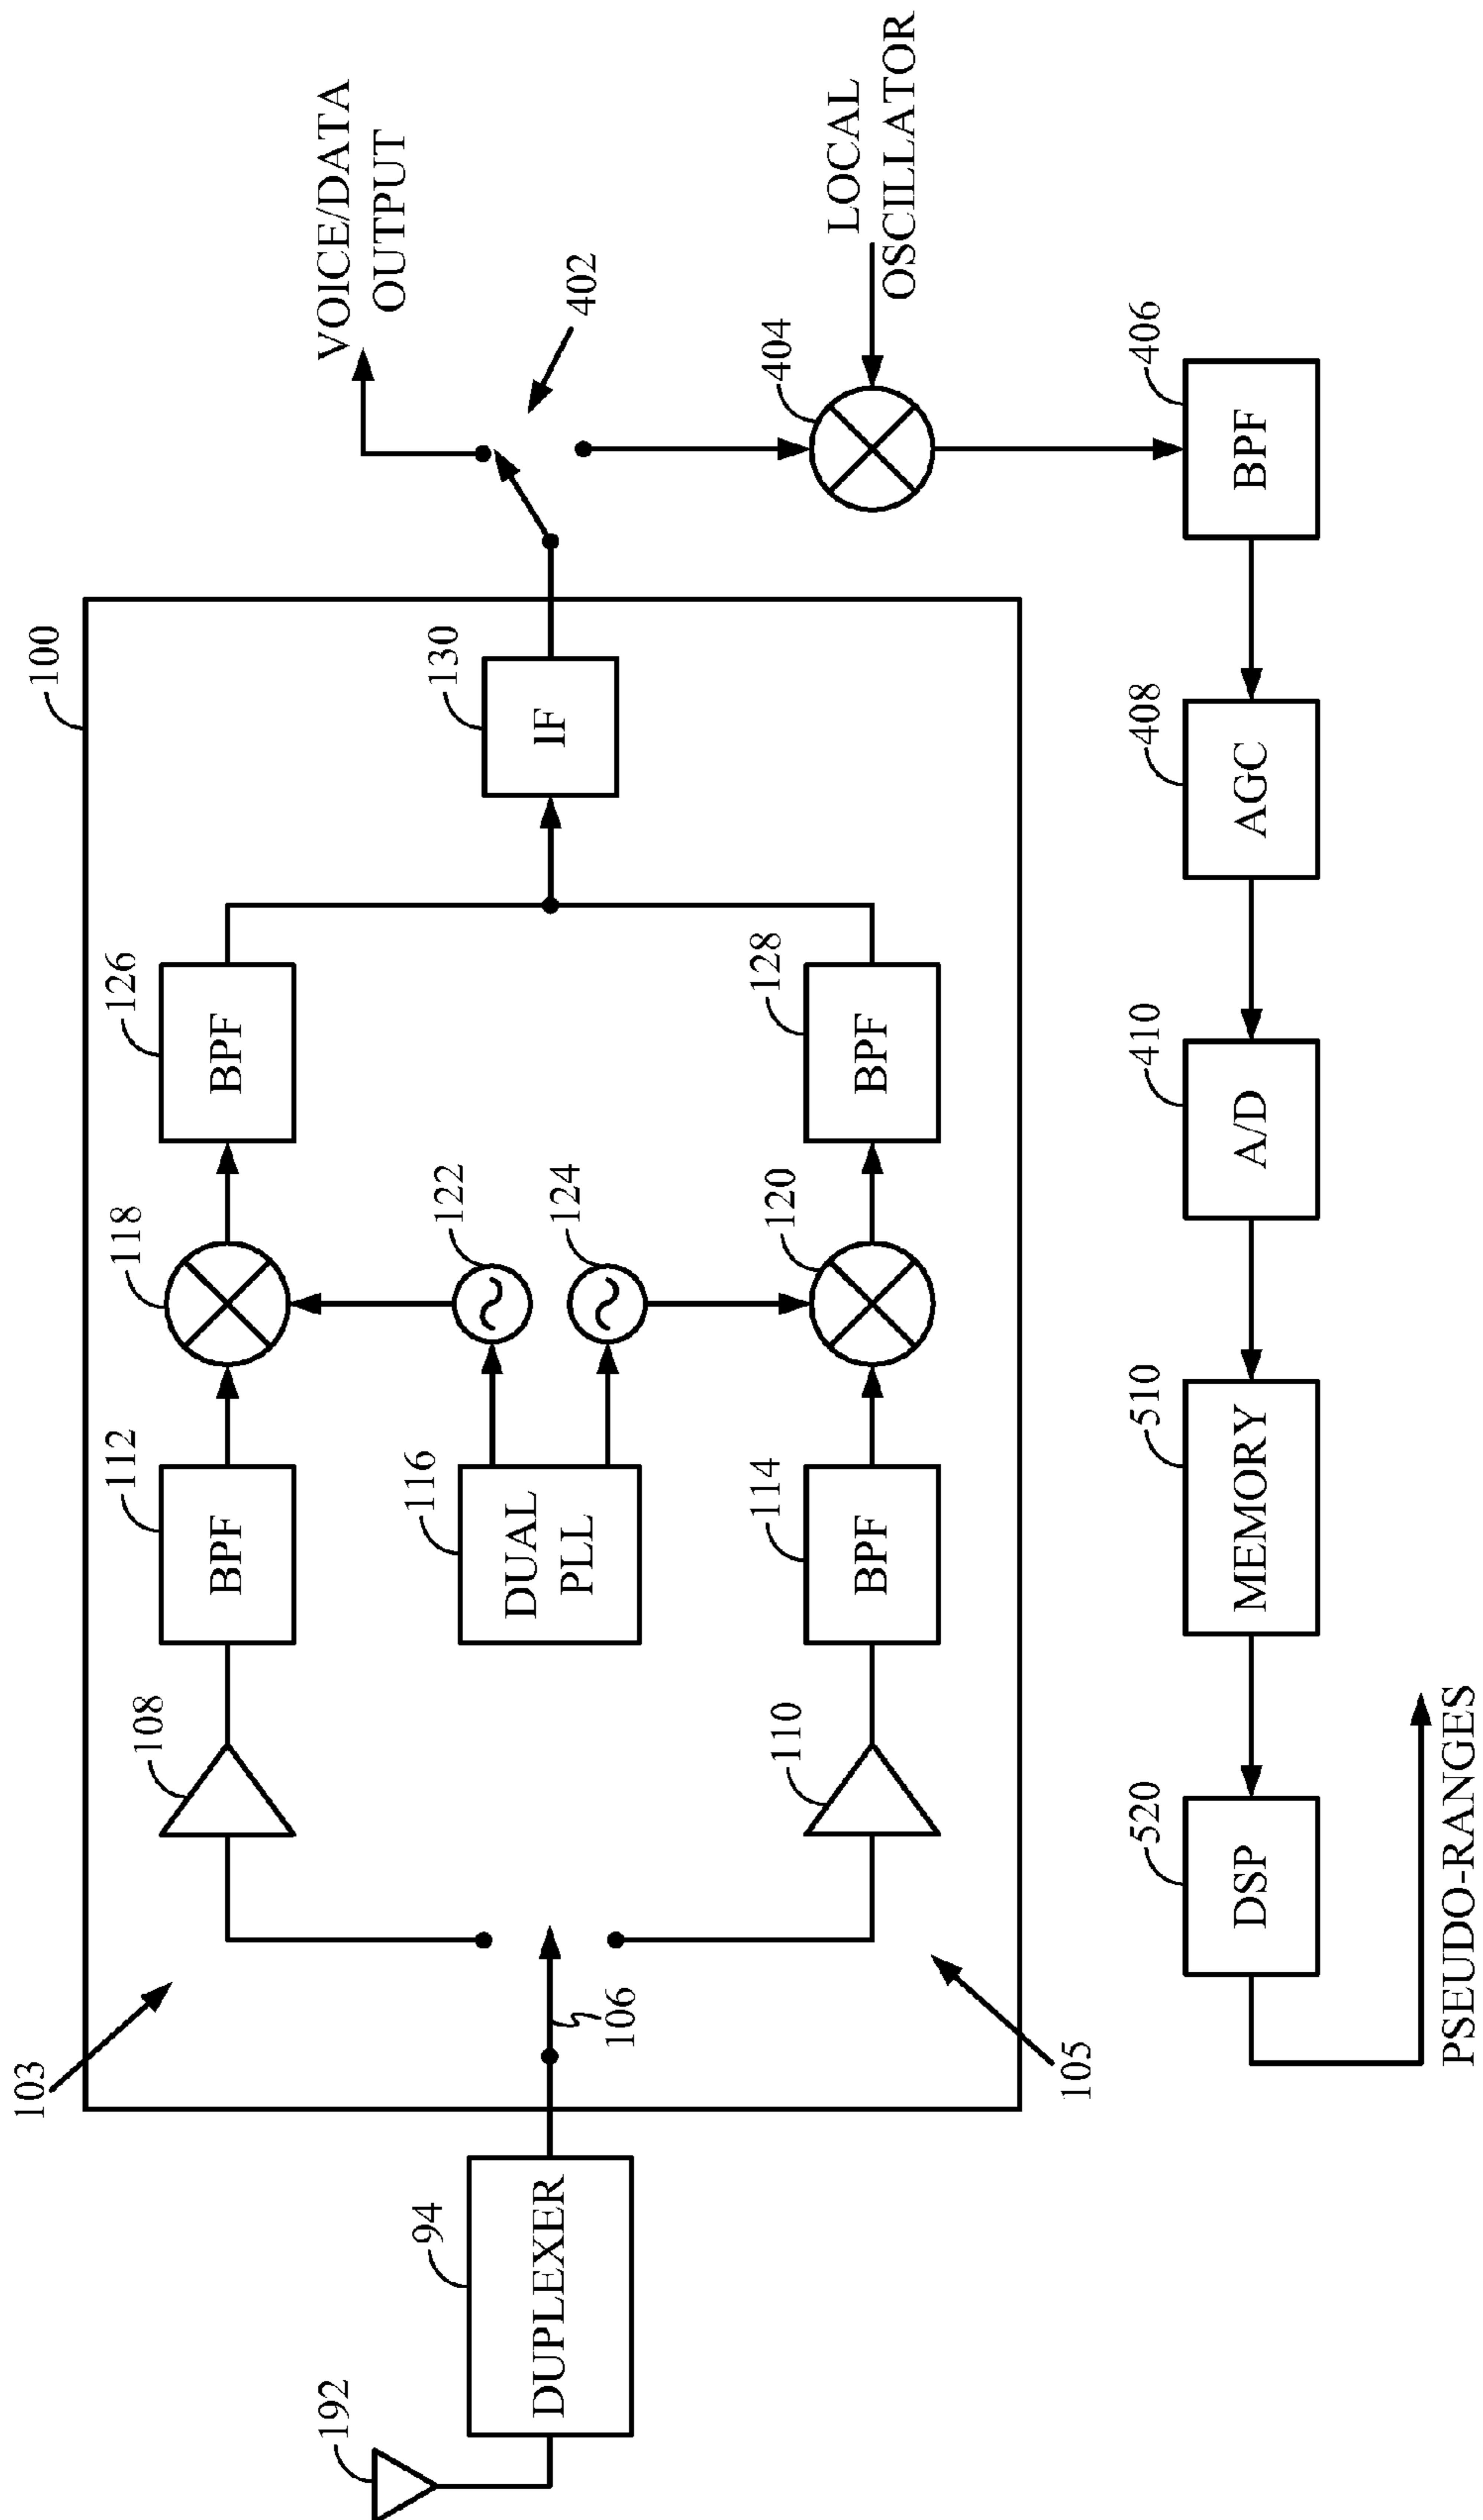 192
94
DUPLEXER
103
105
106
100
108
110
112
BPF
116
DUAL
PLL
114
BPF
118
122
124
120
126
BPF
128
BPF
130
IF
402
VOICE/DATA
OUTPUT
404
LOCAL
OSCILLATOR
406
BPF
408
AGC
410
A/D
510
MEMORY
520
DSP
PSEUDO-RANGES